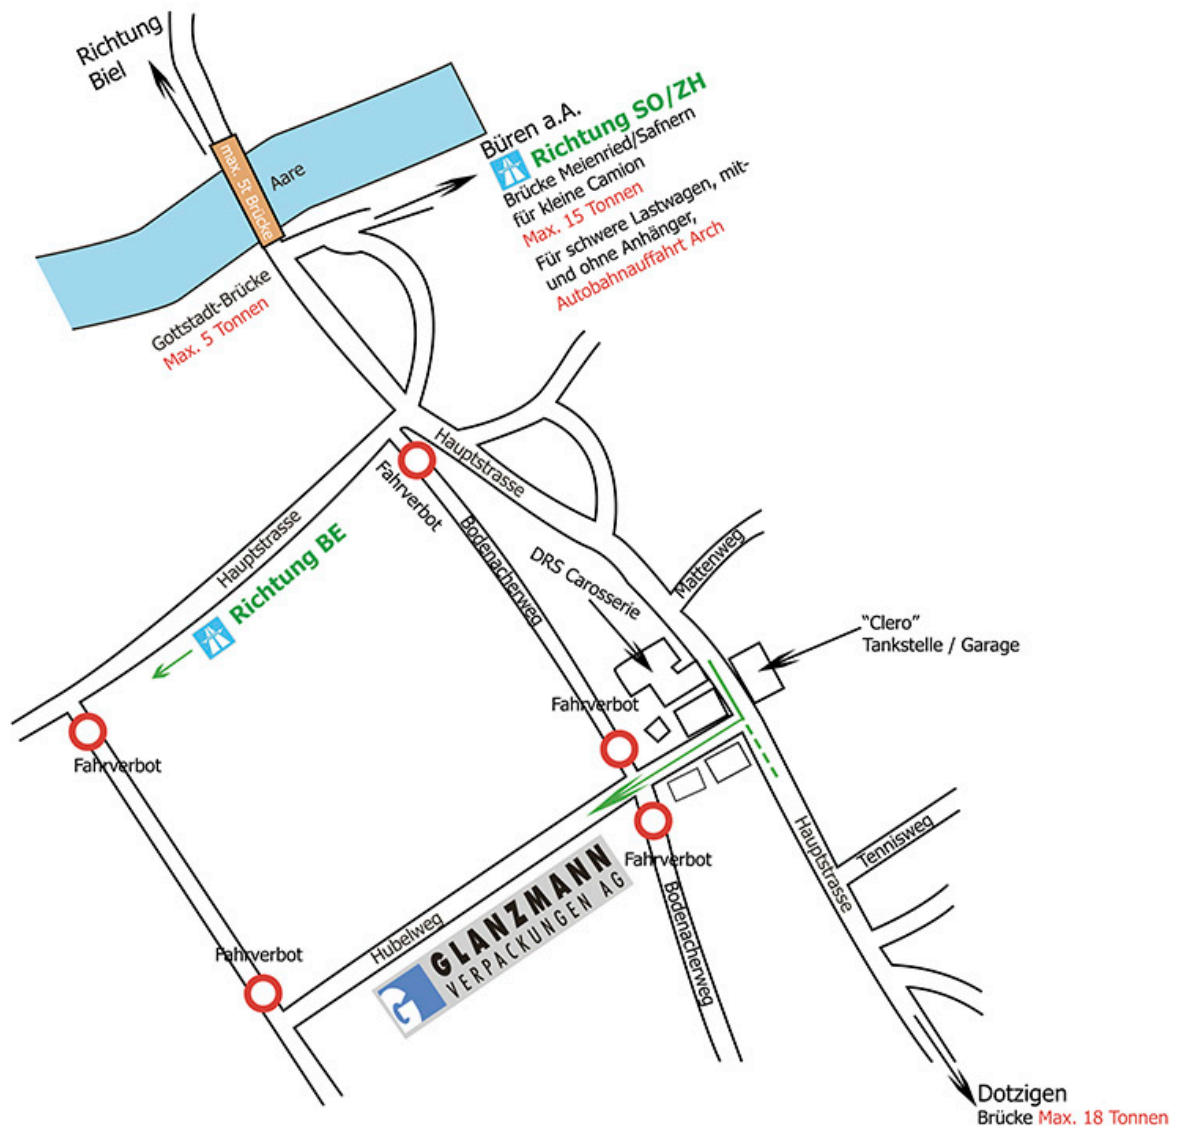 Richtung
Biel
max. 5t Brücke
Aare
Büren a.A.
Richtung SO/ZH
Brücke Meienried/Safnern
für kleine Camion
Max. 15 Tonnen
Für schwere Lastwagen, mit-
und ohne Anhänger,
Autobahnauffahrt Arch
Gottstadt-Brücke
Max. 5 Tonnen
Hauptstrasse
Fahrverbot
Hauptstrasse
Richtung BE
Bodenacherweg
DRS Carosserie
Mattenweg
"Clero"
Tankstelle / Garage
Fahrverbot
Fahrverbot
Hauptstrasse
Tennisweg
Fahrverbot
Bodenacherweg
Hubelweg
G
GLANZMANN
VERPACKUNGEN AG
Fahrverbot
Dotzigen
Brücke Max. 18 Tonnen